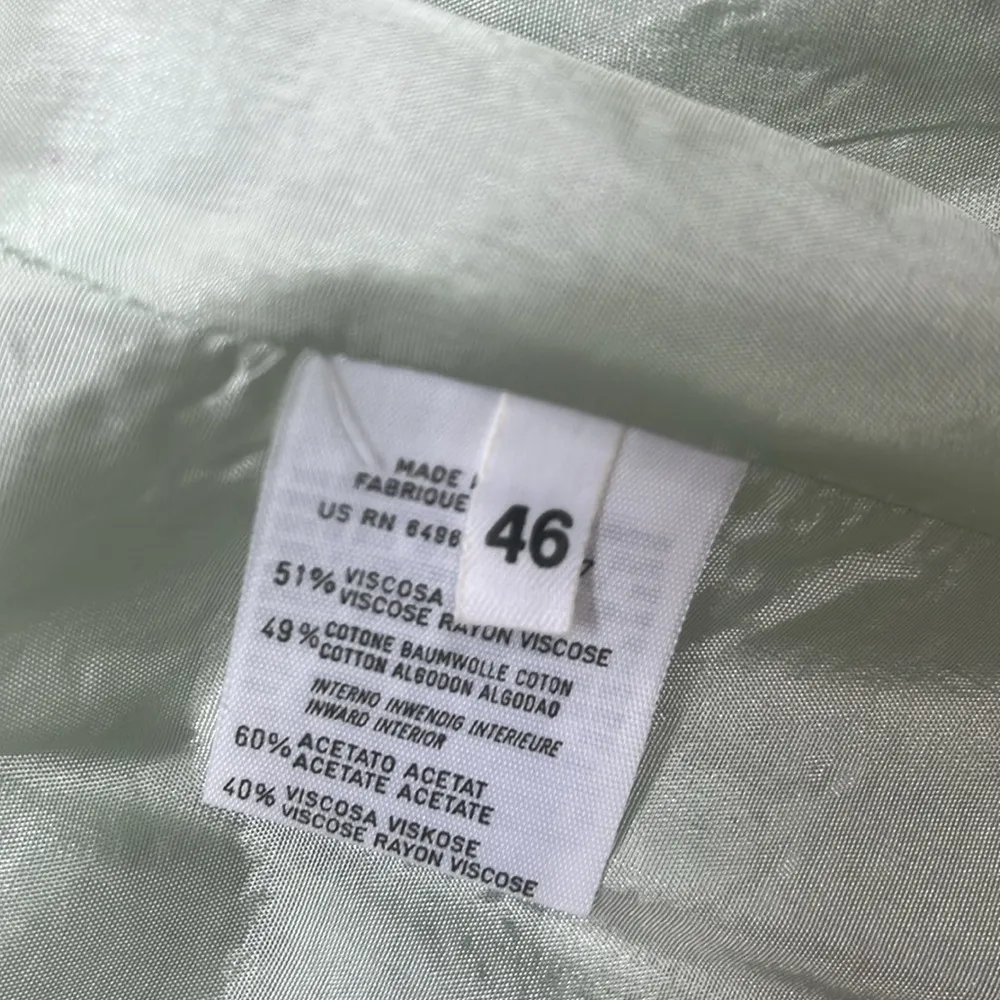 MADE
FABRIQUE
US RN 6496
46
51% VISCOSA
VISCOSE RAYON VISCOSE
49% COTONE BAUMWOLLE COTON
COTTON ALGODON ALGODAO
INTERNO INWENDIG INTERIEURE
INWARD INTERIOR
60% ACETATO ACETAT
ACETATE ACETATE
40% VISCOSA VISKOSE
VISCOSE RAYON VISCOSE